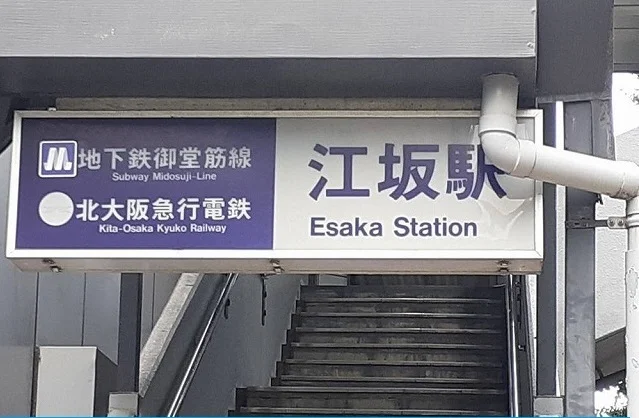 地下鉄御堂筋線
Subway Midosuji-Line
北大阪急行電鉄
Kita-Osaka Kyuko Railway
江坂駅
Esaka Station